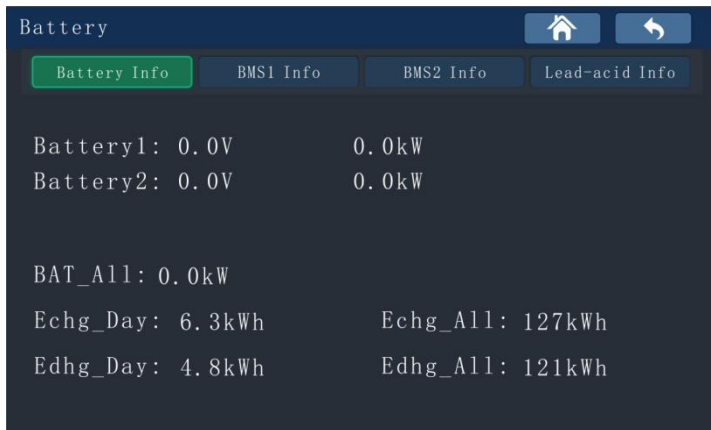 Battery
Battery Info BMS1 Info BMS2 Info Lead-acid Info
Battery1: 0.0V 0.0kW
Battery2: 0.0V 0.0kW
BAT_All: 0.0kW
Echg_Day: 6.3kWh Echg_All: 127kWh
Edhg_Day: 4.8kWh Edhg_All: 121kWh